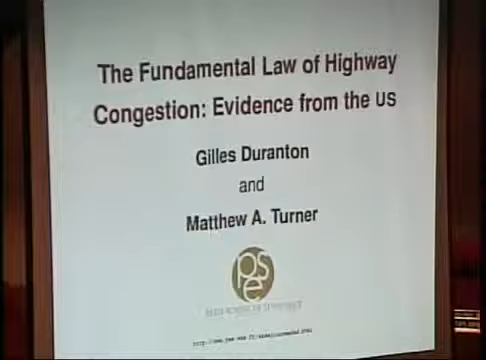 The Fundamental Law of Highway
Congestion: Evidence from the US
Gilles Duranton
and
Matthew A. Turner
pse